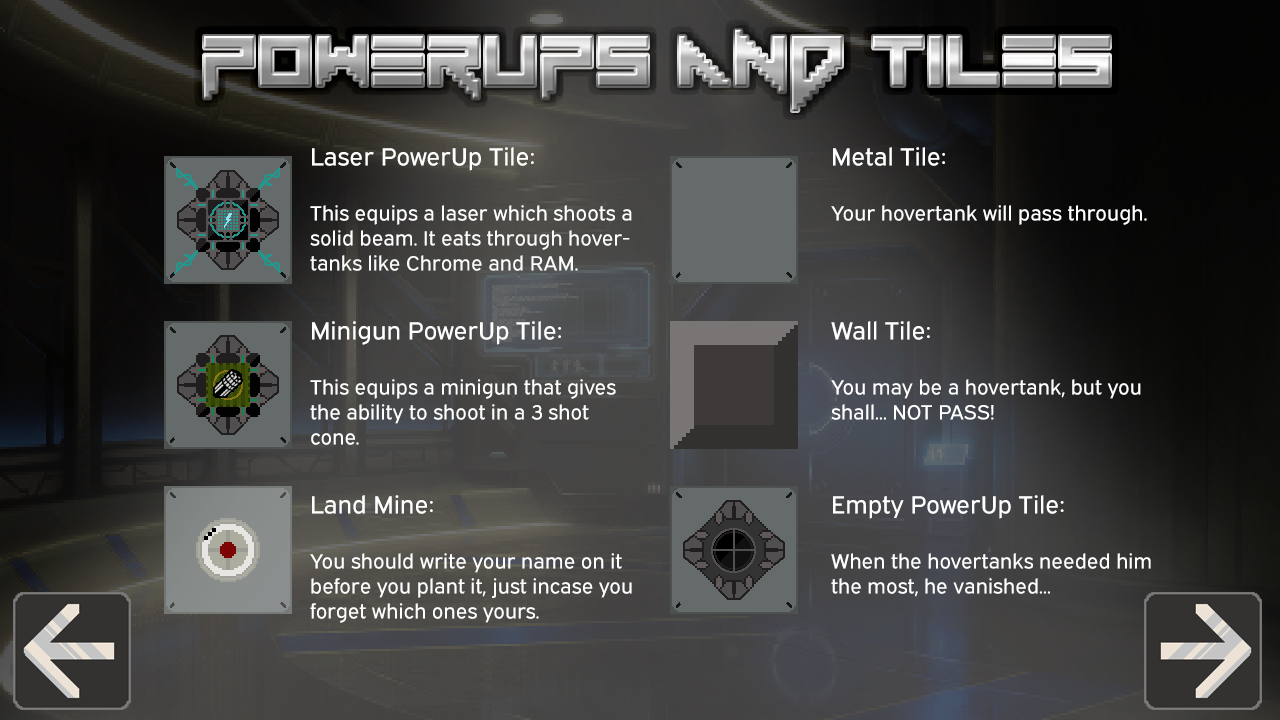 POWERUPS AND TILES
Laser PowerUp Tile:
This equips a laser which shoots a
solid beam. It eats through hover-
tanks like Chrome and RAM.
Minigun PowerUp Tile:
This equips a minigun that gives
the ability to shoot in a 3 shot
cone.
Land Mine:
You should write your name on it
before you plant it, just incase you
forget which ones yours.
Metal Tile:
Your hovertank will pass through.
Wall Tile:
You may be a hovertank, but you
shall... NOT PASS!
Empty PowerUp Tile:
When the hovertanks needed him
the most, he vanished...